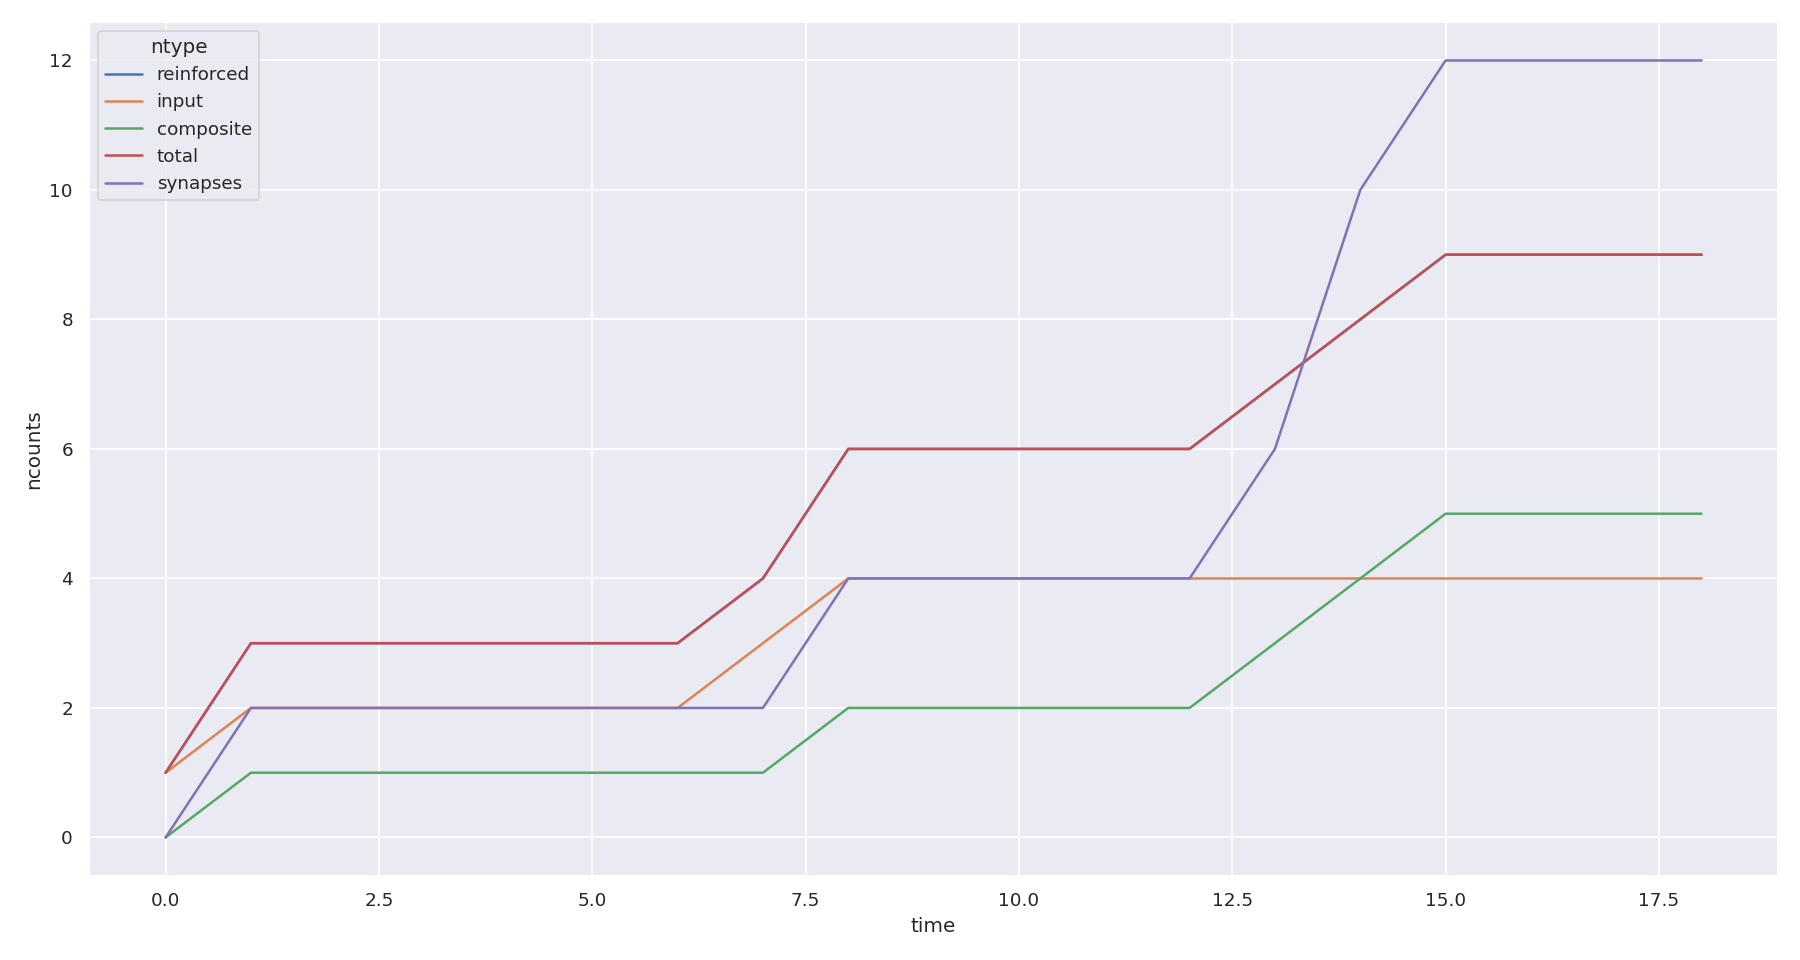 ntype
reinforced
input
composite
total
synapses
12
10
8
6
4
2
0
ncounts
0.0 2.5 5.0 7.5 10.0 12.5 15.0 17.5
time